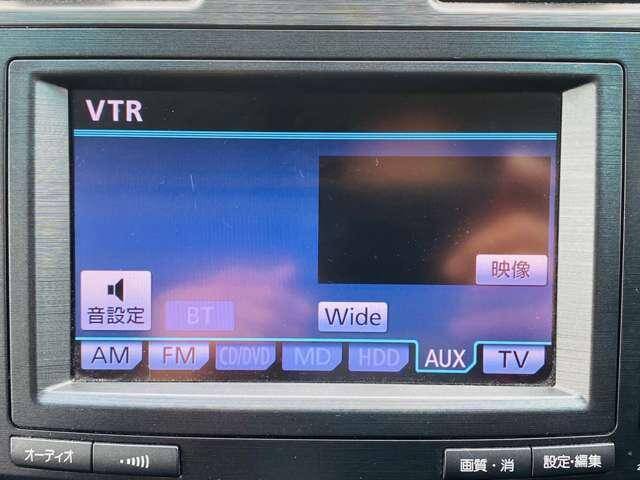 VTR
映像
音設定
BT
Wide
AM FM CD/DVD MD HDD AUX TV
オーディオ
画質・消 設定・編集